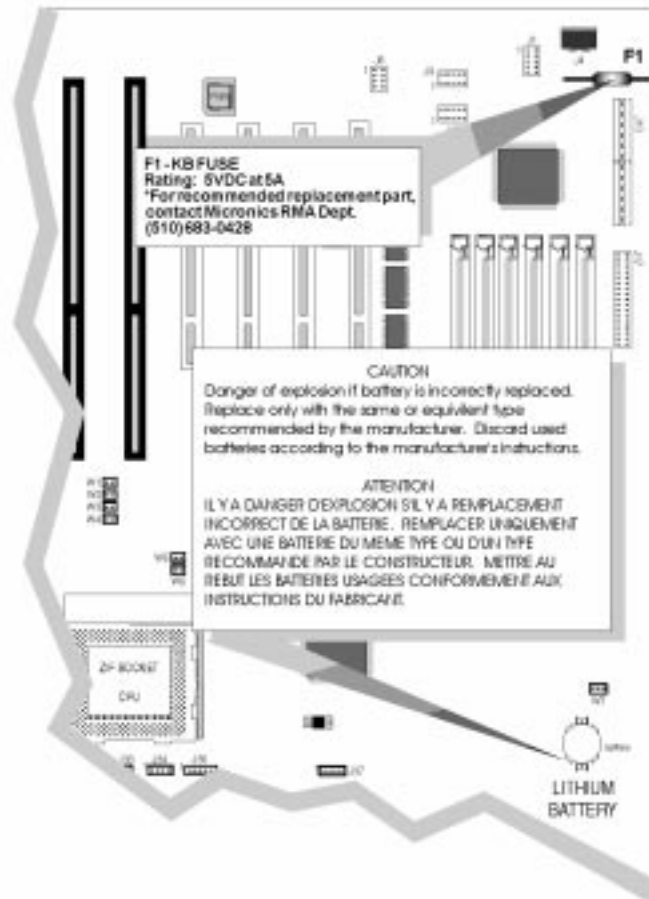 F1
F1 - KB FUSE
Rating: 5VDC at 5A
*For recommended replacement part,
contact Micronics RMA Dept.
(510) 683-0428
CAUTION
Danger of explosion if battery is incorrectly replaced.
Replace only with the same or equivilent type
recommended by the manufacturer. Discard used
batteries according to the manufacturer's instuctions.
ATTENTION
IL Y A DANGER D'EXPLOSION S'IL Y A REMPLACEMENT
INCORRECT DE LA BATTERIE. REMPLACER UNIQUEMENT
AVEC UNE BATTERIE DU MEME TYPE OU D'UN TYPE
RECOMMANDE PAR LE CONSTRUCTEUR. METTRE AU
REBUT LES BATTERIES USAGEES CONFORMEMENT AUX
INSTRUCTIONS DU FABRICANT.
ZIF SOCKET
CPU
LITHIUM
BATTERY